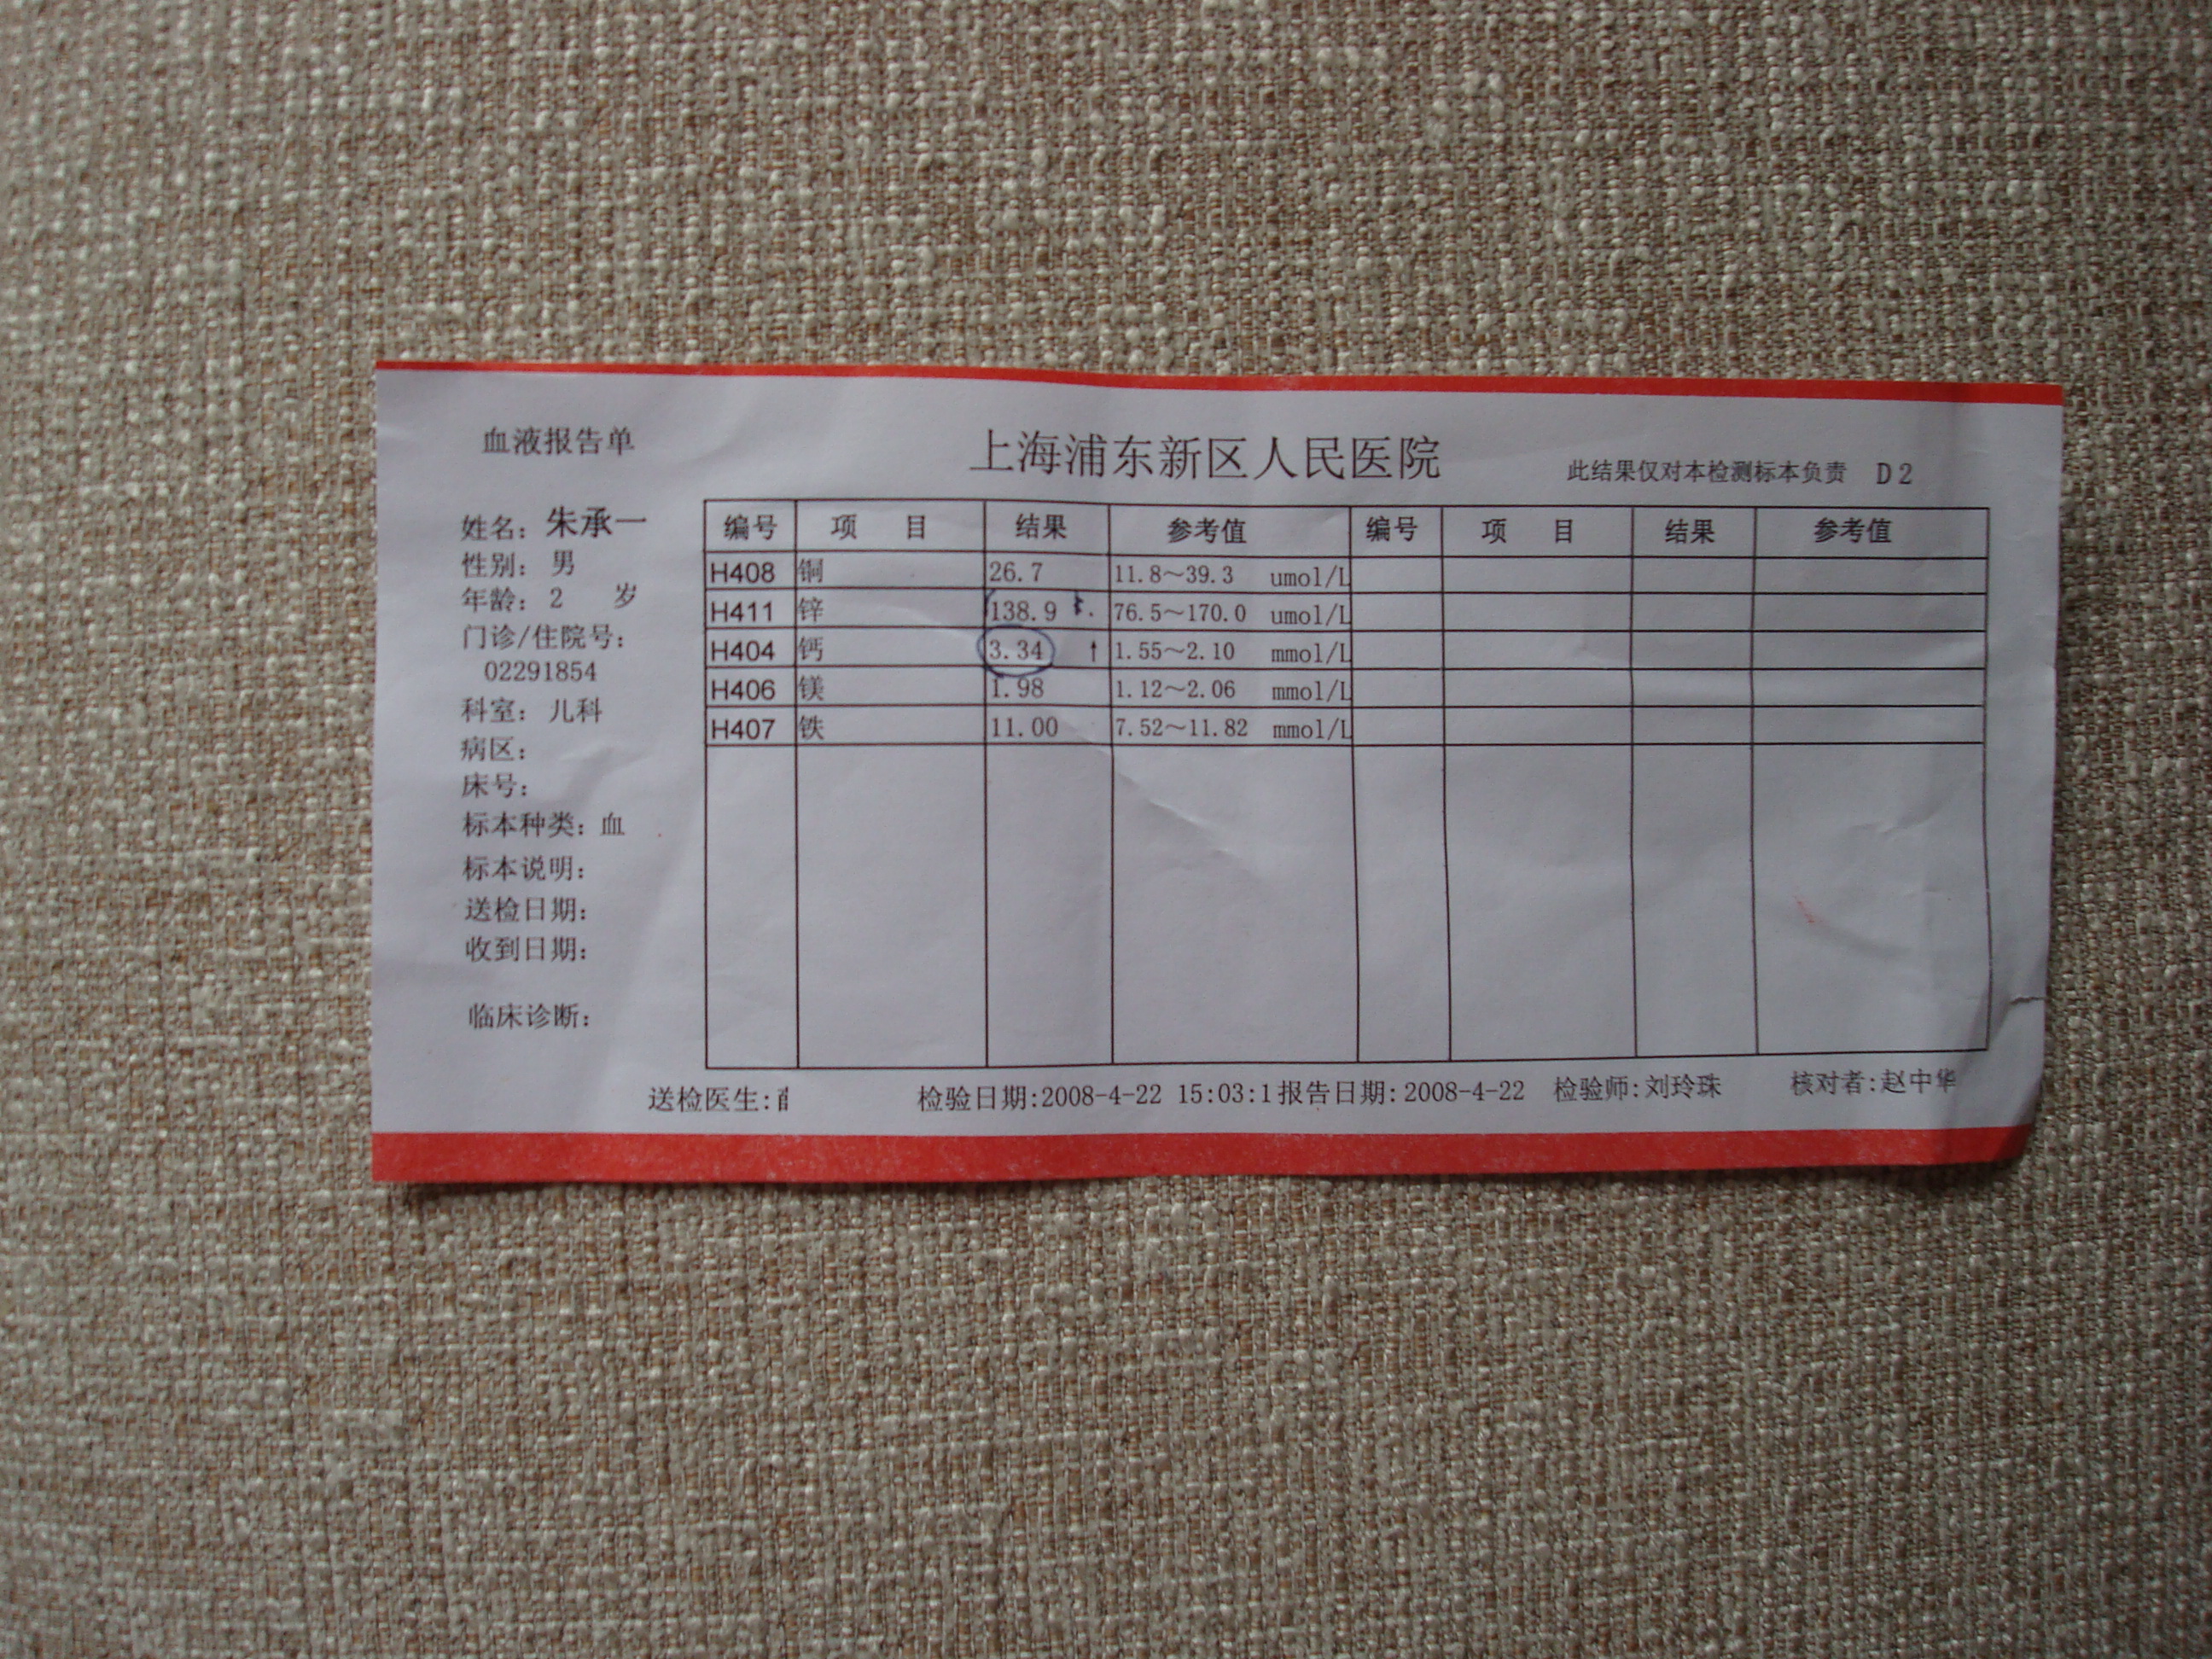 血液报告单
上海浦东新区人民医院
此结果仅对本检测标本负责 D2
姓名：朱承一
性别：男
年龄：2 岁
门诊/住院号：
02291854
科室：儿科
病区：
床号：
标本种类：血
标本说明：
送检日期：
收到日期：
临床诊断：
编号 项 目 结果 参考值 编号 项 目 结果 参考值
H408 铜 26.7 11.8～39.3 umol/L
H411 锌 138.9 76.5～170.0 umol/L
H404 钙 3.34 ↑ 1.55～2.10 mmol/L
H406 镁 1.98 1.12～2.06 mmol/L
H407 铁 11.00 7.52～11.82 mmol/L
送检医生: 检验日期:2008-4-22 15:03:1 报告日期:2008-4-22 检验师:刘玲珠 核对者:赵中华